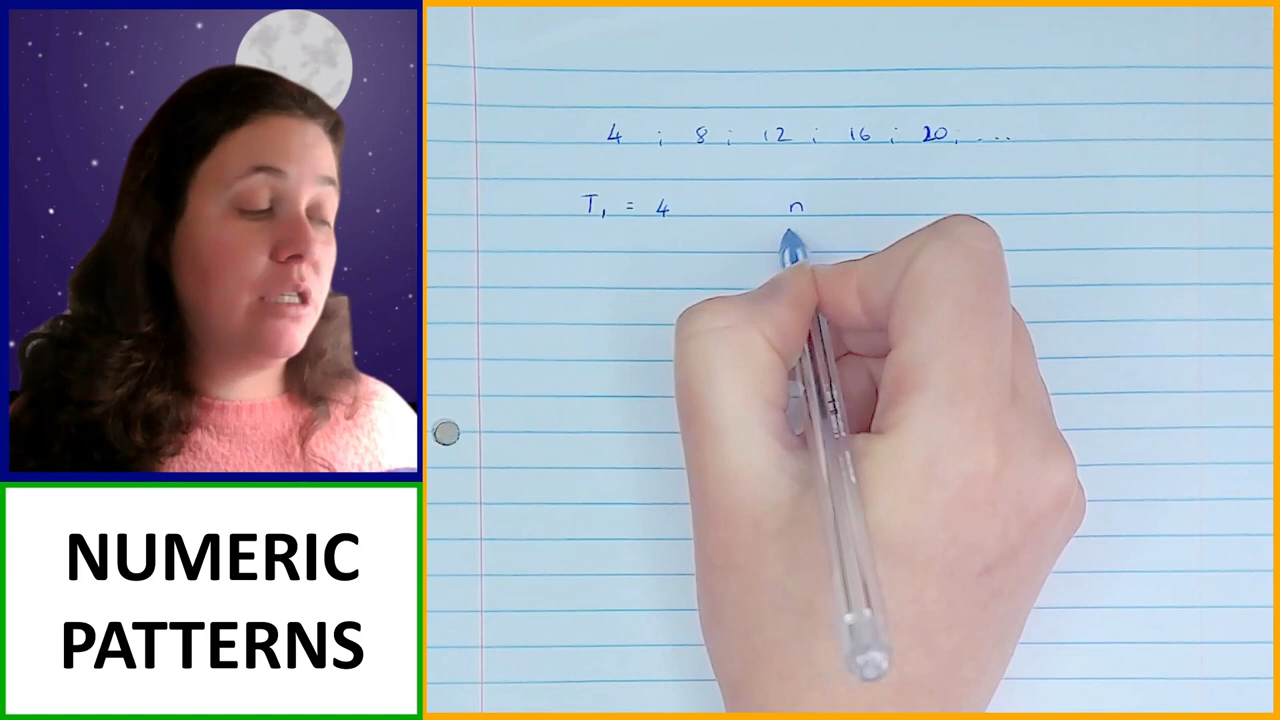 NUMERIC
PATTERNS
4 ; 8 ; 12 ; 16 ; 20 ; ...
T₁ = 4 n